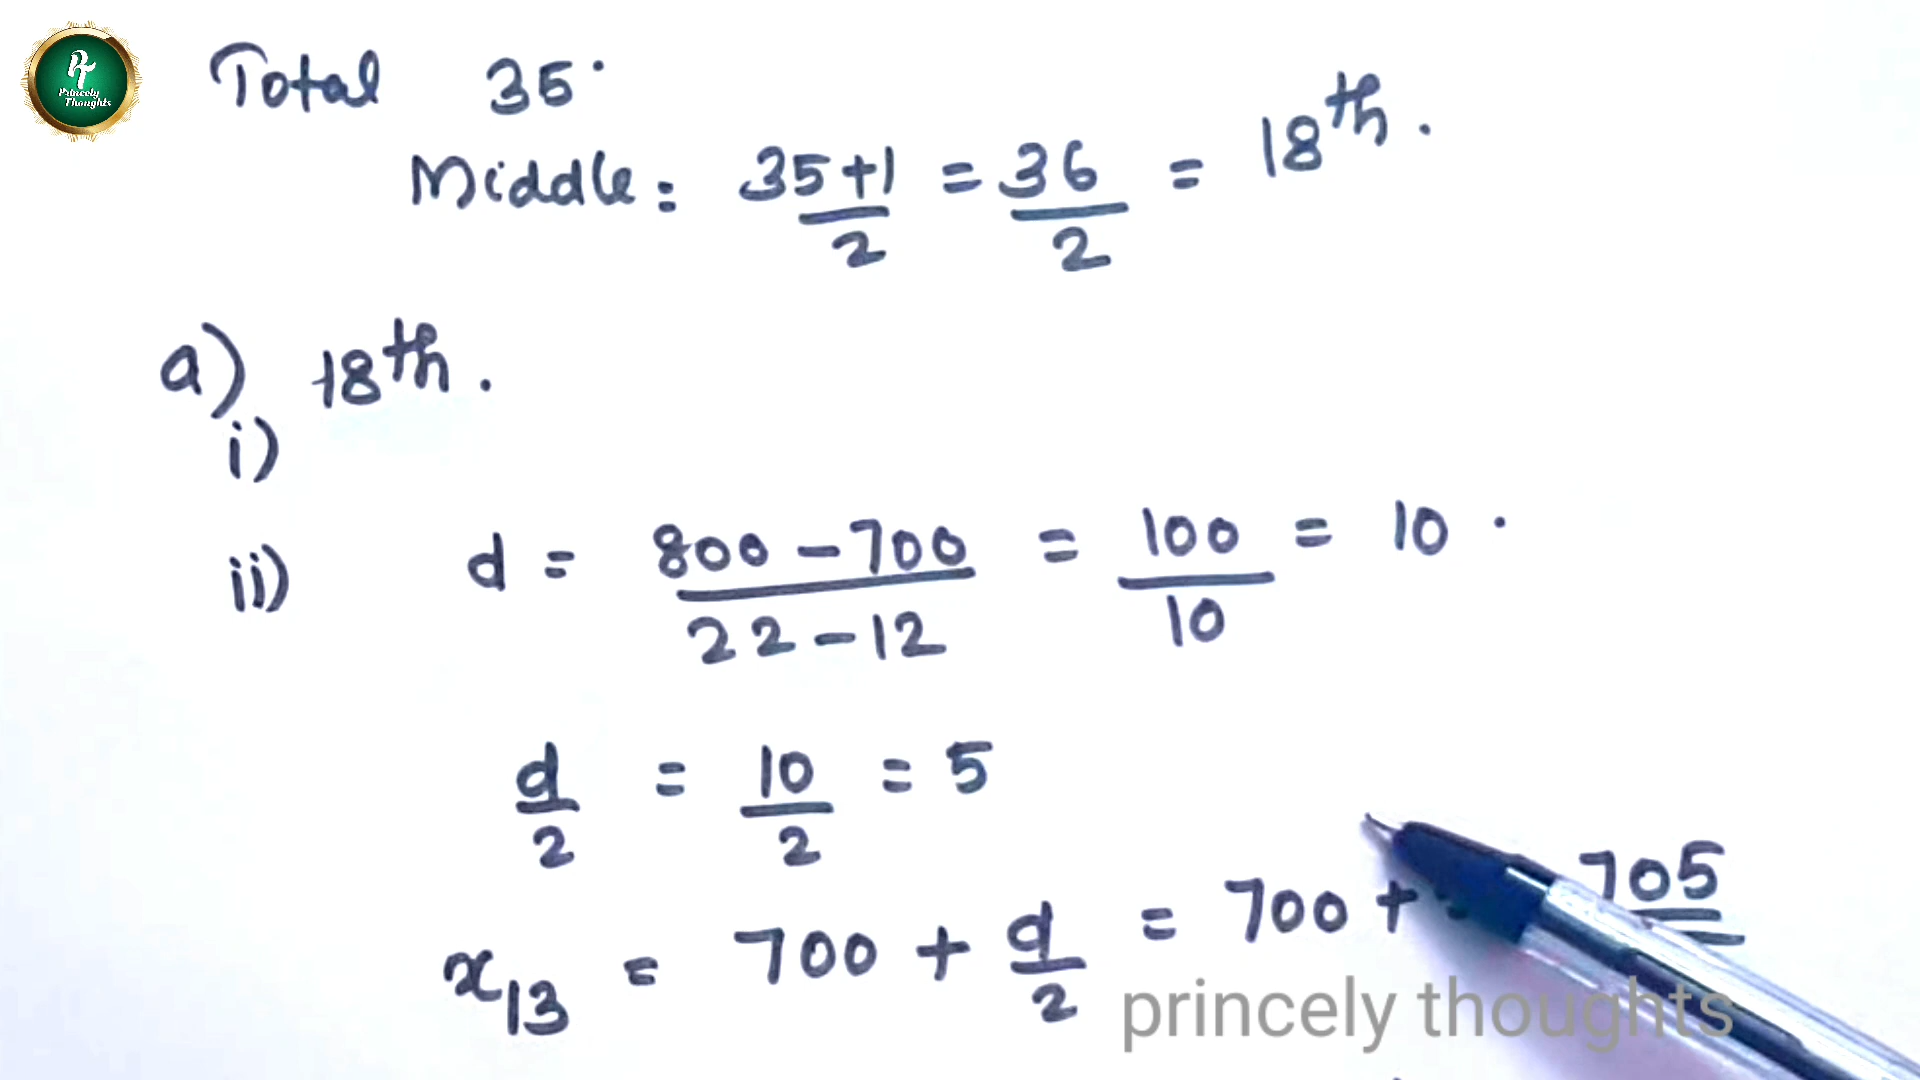 PT
Princely
Thoughts
Total 35.
Middle: 35+1/2 = 36/2 = 18th.
a) 18th.
i)
ii) d = 800-700/22-12 = 100/10 = 10.
d/2 = 10/2 = 5
x13 = 700 + d/2 = 700 + 705
princely thoughts